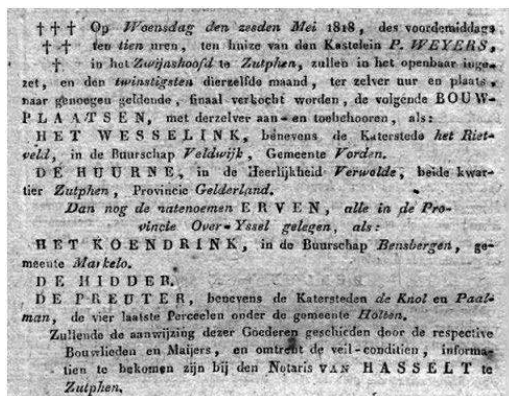 ††† Op Woensdag den zesden Mei 1818, des voordemiddags
†† ten tien uren, ten huize van den Kastelein P. WEYERS,
† in het Zwijnshoofd te Zutphen, zullen in het openbaar inge-
zet, en den twinstigsten dierzelfde maand, ter zelver uur en plaats,
naar genoegen geldende, finaal verkocht worden, de volgende BOUW-
PLAATSEN, met derzelver aan- en toebehooren, als:
HET WESSELINK, benevens de Katerstede het Riet-
veld, in de Buurschap Veldwijk, Gemeente Vorden.
DE HUURNE, in de Heerlijkheid Verwolde, beide kwar-
tier Zutphen, Provincie Gelderland.
Dan nog de natenoemen ERVEN, alle in de Pro-
vincie Over-Yssel gelegen, als:
HET KOENDRINK, in de Buurschap Bensbergen, ge-
meente Markelo.
DE HIDDER.
DE PREUTER, benevens de Katersteden de Knol en Paal-
man, de vier laatste Perceelen onder de gemeente Holten.
Zullende de aanwijzing dezer Goederen geschieden door de respective
Bouwlieden en Maijers, en omtrent de veil-conditien, informa-
tien te bekomen zijn bij den Notaris VAN HASSELT te
Zutphen.